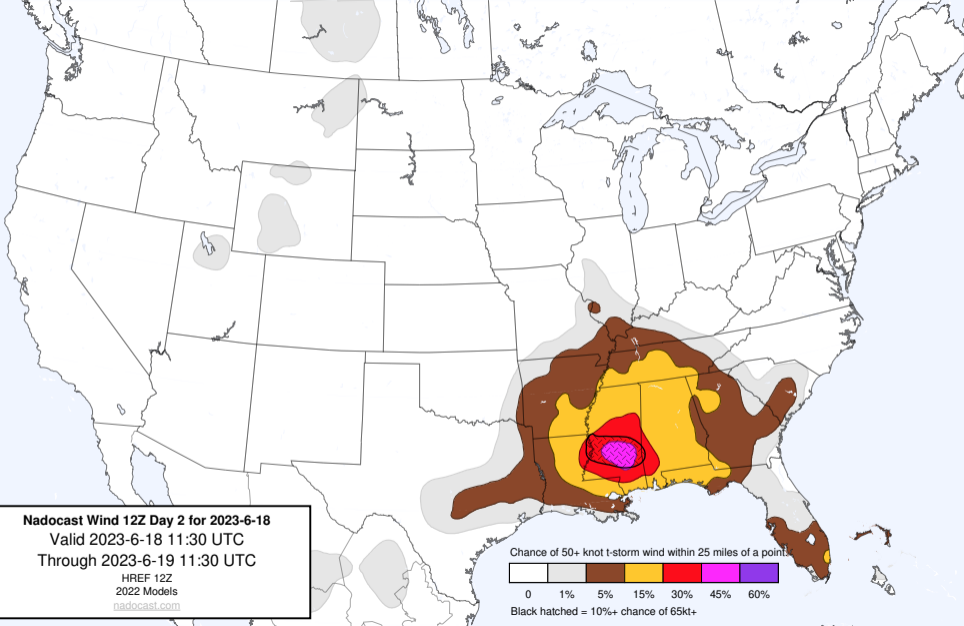 Nadocast Wind 12Z Day 2 for 2023-6-18
Valid 2023-6-18 11:30 UTC
Through 2023-6-19 11:30 UTC
HREF 12Z
2022 Models
nadocast.com
Chance of 50+ knot t-storm wind within 25 miles of a point.
0 1% 5% 15% 30% 45% 60%
Black hatched = 10%+ chance of 65kt+